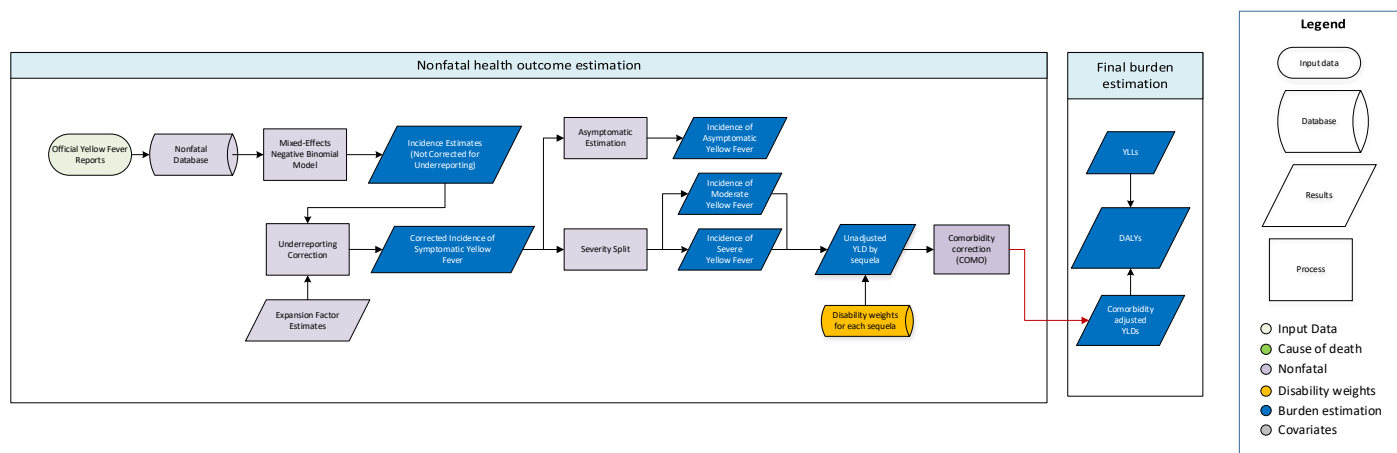 Nonfatal health outcome estimation
Official Yellow Fever
Reports
Nonfatal
Database
Mixed-Effects
Negative Binomial
Model
Incidence Estimates
(Not Corrected for
Underreporting)
Asymptomatic
Estimation
Incidence of
Asymptomatic
Yellow Fever
Incidence of
Moderate
Yellow Fever
Underreporting
Correction
Corrected Incidence of
Symptomatic Yellow
Fever
Severity Split
Incidence of
Severe
Yellow Fever
Unadjusted
YLD by
sequela
Comorbidity
correction
(COMO)
Expansion Factor
Estimates
Disability weights
for each sequela
Final burden
estimation
YLLs
DALYs
Comorbidity
adjusted
YLDs
Legend
Input data
Database
Results
Process
Input Data
Cause of death
Nonfatal
Disability weights
Burden estimation
Covariates